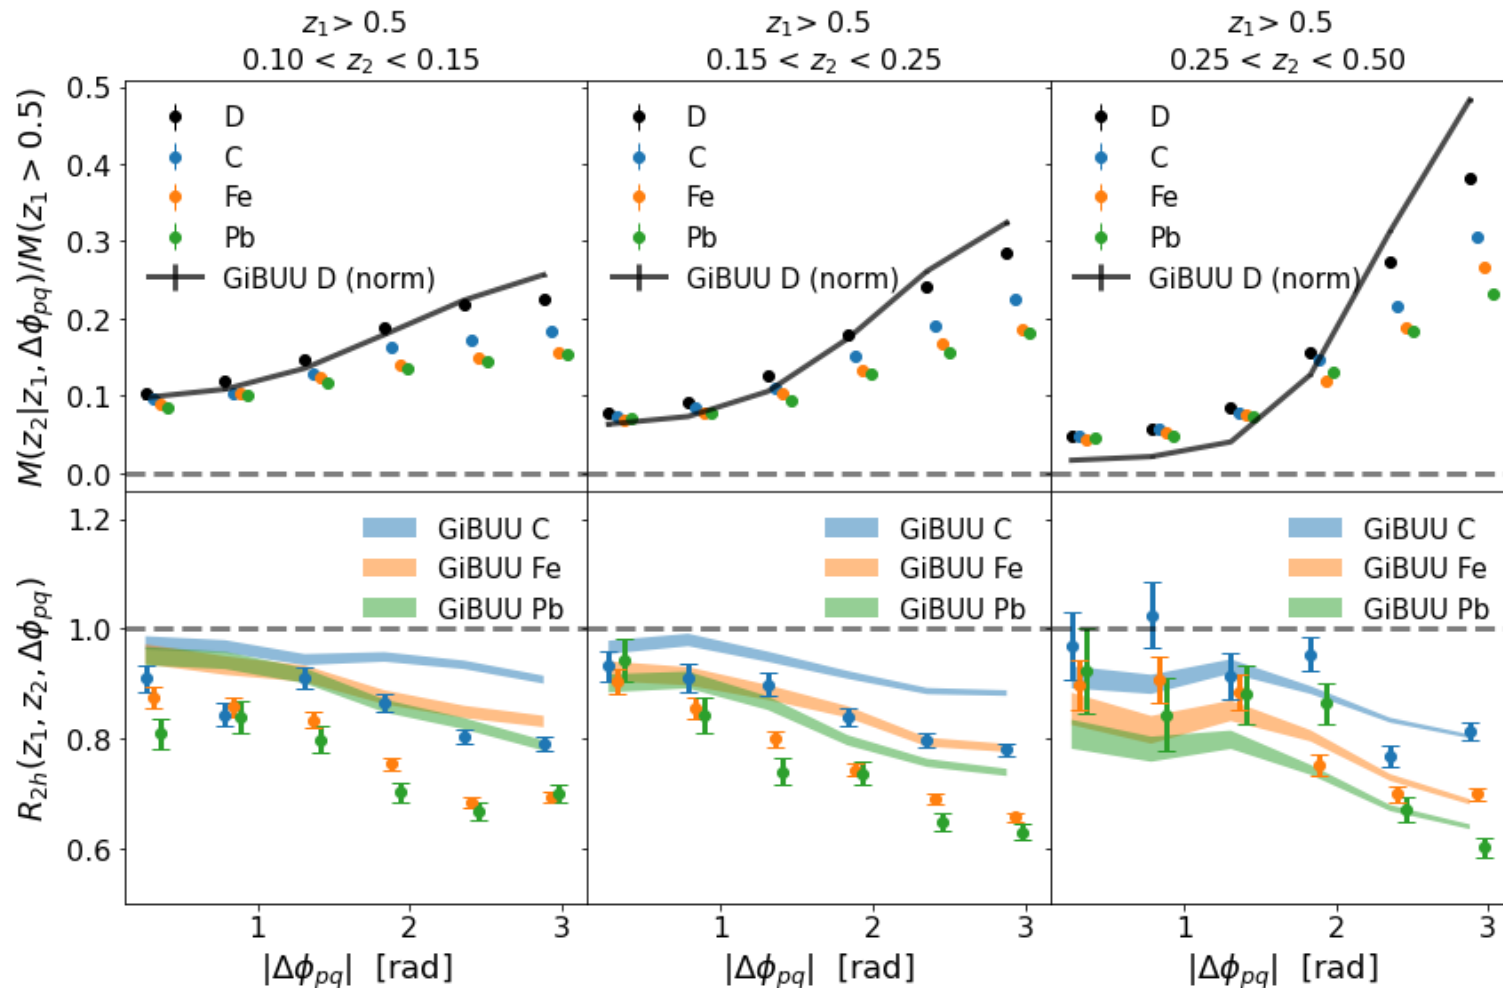 z₁ > 0.5
0.10 < z₂ < 0.15
z₁ > 0.5
0.15 < z₂ < 0.25
z₁ > 0.5
0.25 < z₂ < 0.50
M(z₂|z₁, Δϕ_pq)/M(z₁ > 0.5)
0.5
0.4
0.3
0.2
0.1
0.0
D
C
Fe
Pb
GiBUU D (norm)
D
C
Fe
Pb
GiBUU D (norm)
D
C
Fe
Pb
GiBUU D (norm)
R_2h(z₁, z₂, Δϕ_pq)
1.2
1.0
0.8
0.6
GiBUU C
GiBUU Fe
GiBUU Pb
GiBUU C
GiBUU Fe
GiBUU Pb
GiBUU C
GiBUU Fe
GiBUU Pb
1 2 3
1 2 3
1 2 3
|Δϕ_pq| [rad]
|Δϕ_pq| [rad]
|Δϕ_pq| [rad]